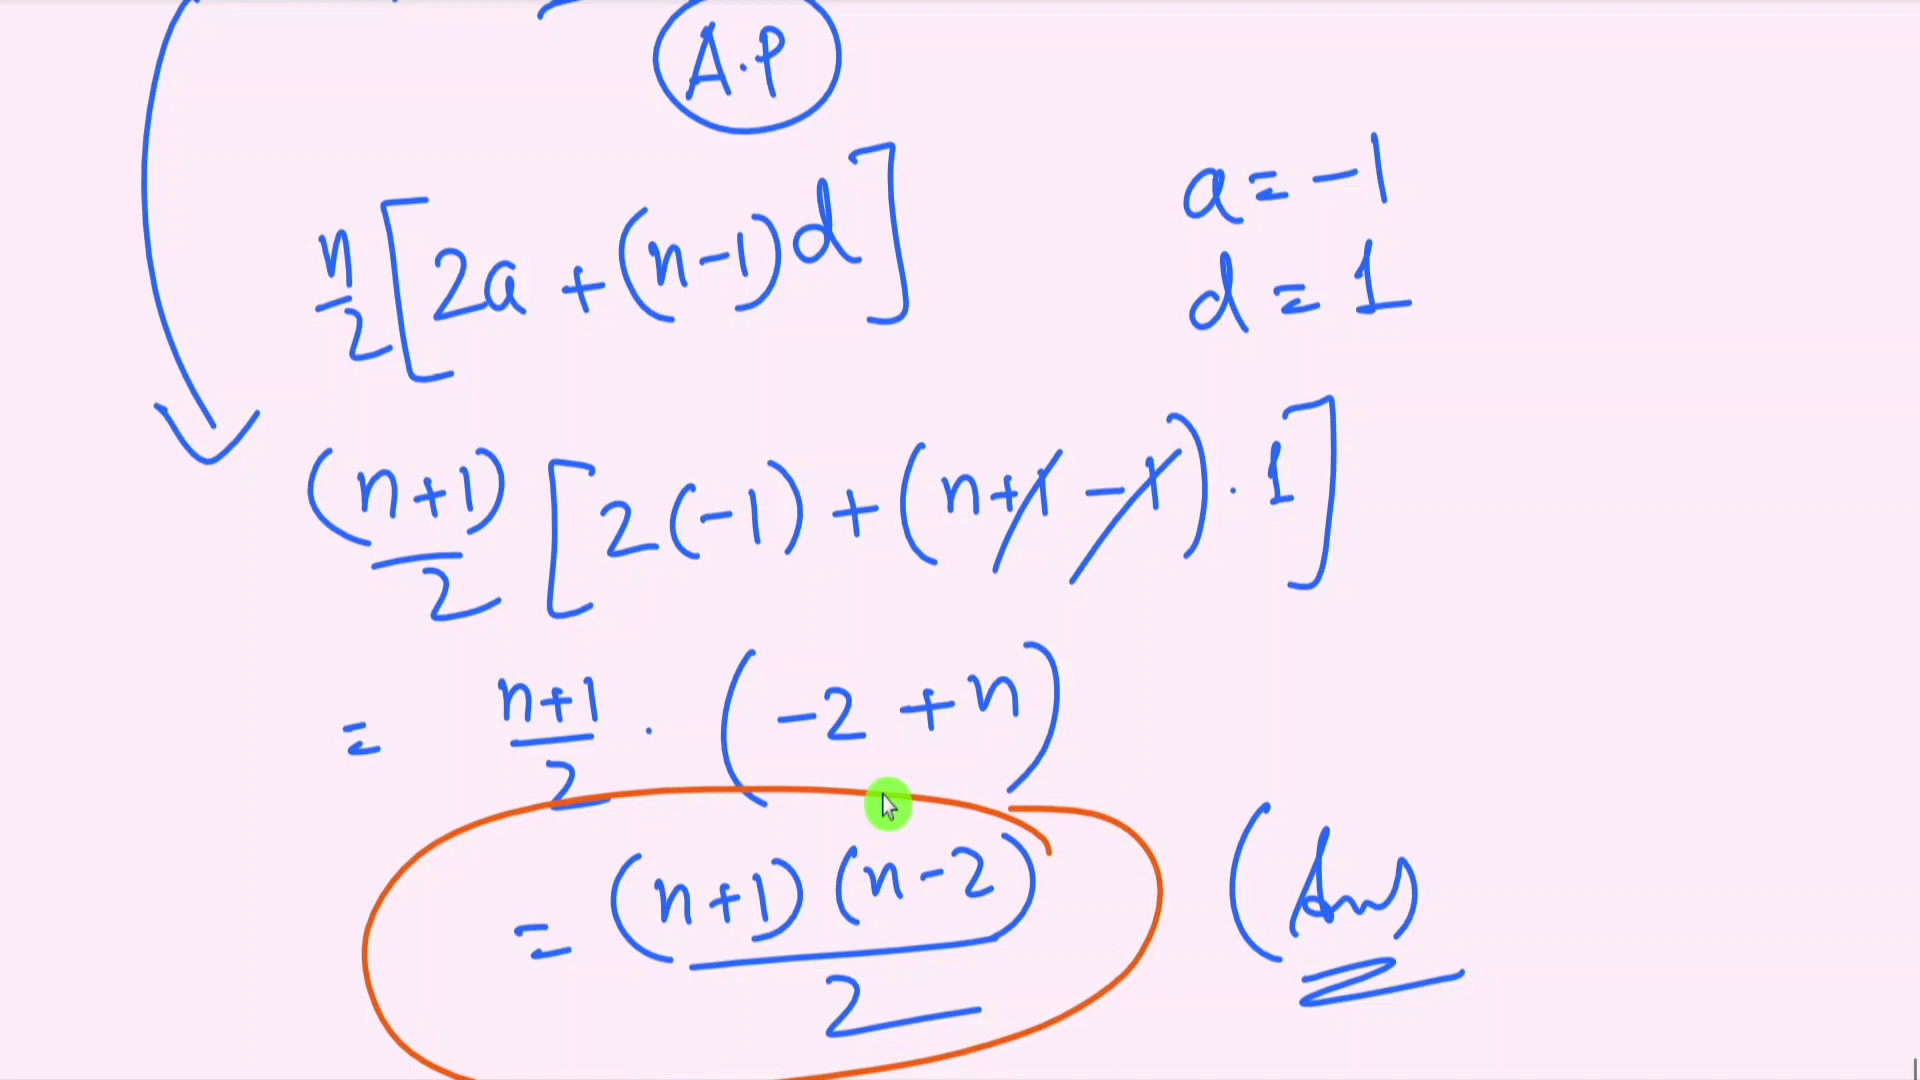 A.P
n/2 [2a + (n-1)d]
a = -1
d = 1
(n+1)/2 [2(-1) + (n+1-1) . 1]
= n+1/2 . (-2 + n)
= (n+1)(n-2)/2
(Ans)